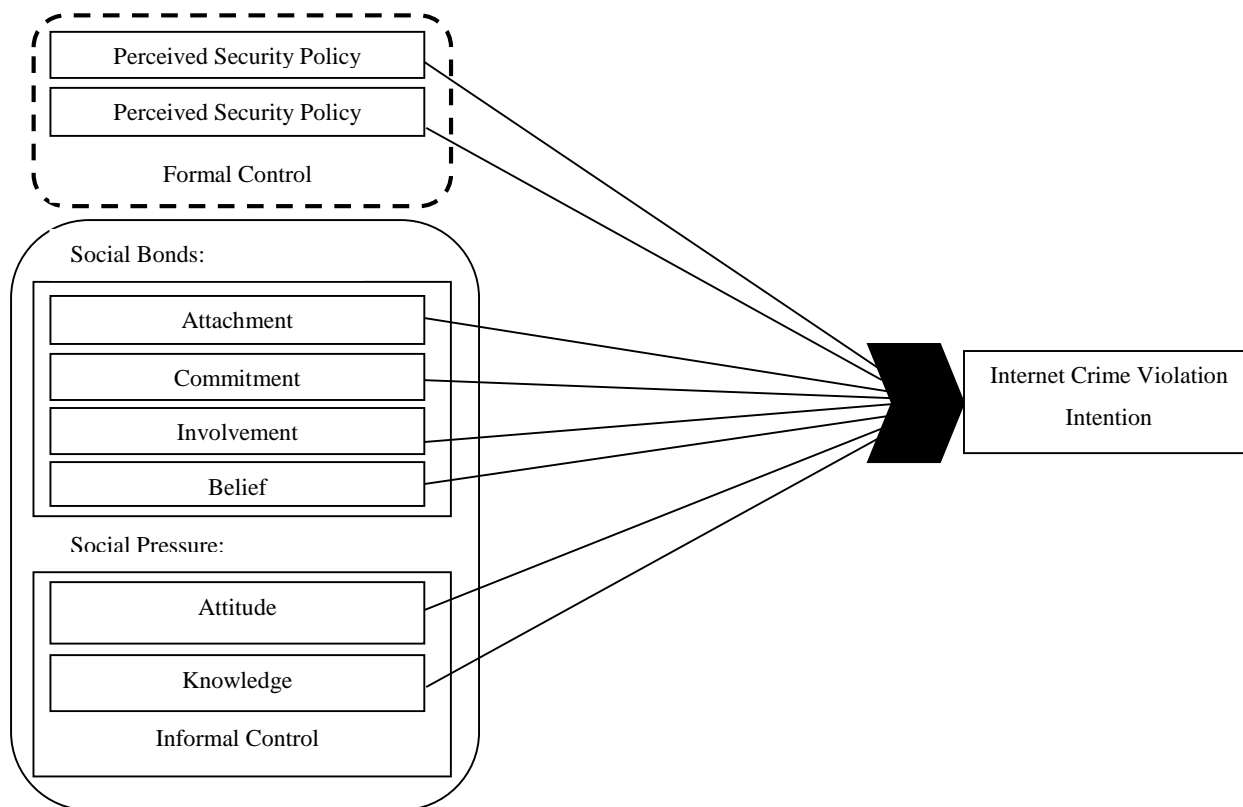 Perceived Security Policy
Perceived Security Policy
Formal Control
Social Bonds:
Attachment
Commitment
Involvement
Belief
Social Pressure:
Attitude
Knowledge
Informal Control
Internet Crime Violation
Intention